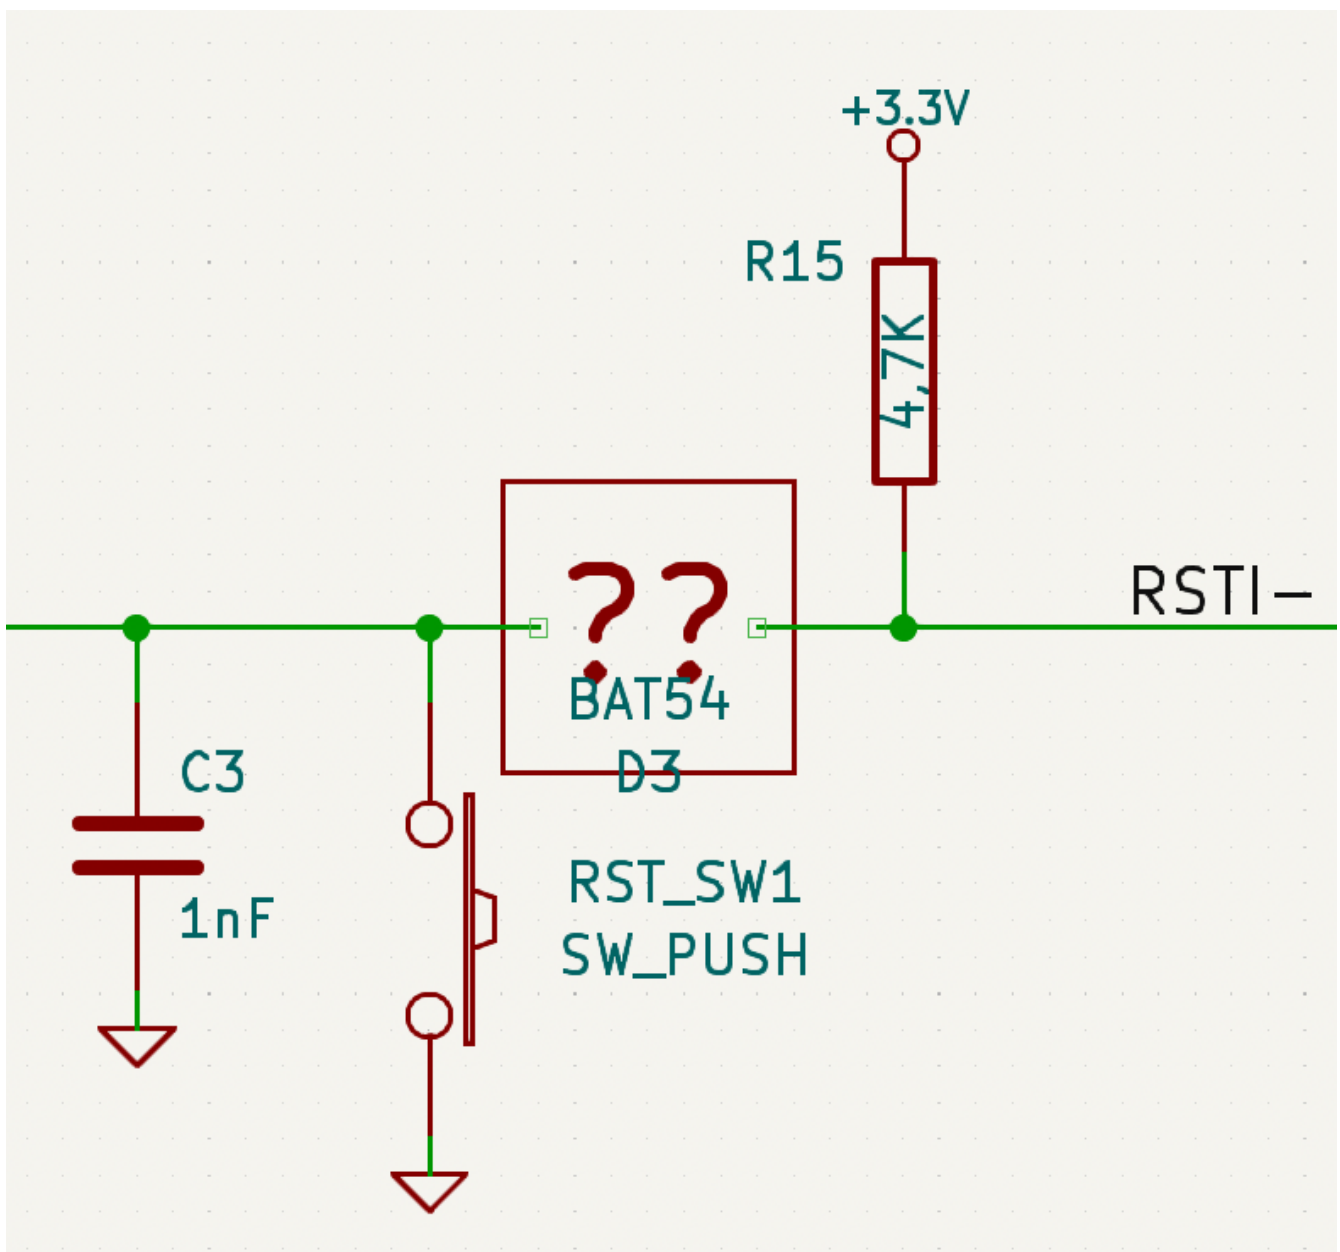 +3.3V
R15
4,7K
RSTI-
??
BAT54
D3
C3
1nF
RST_SW1
SW_PUSH